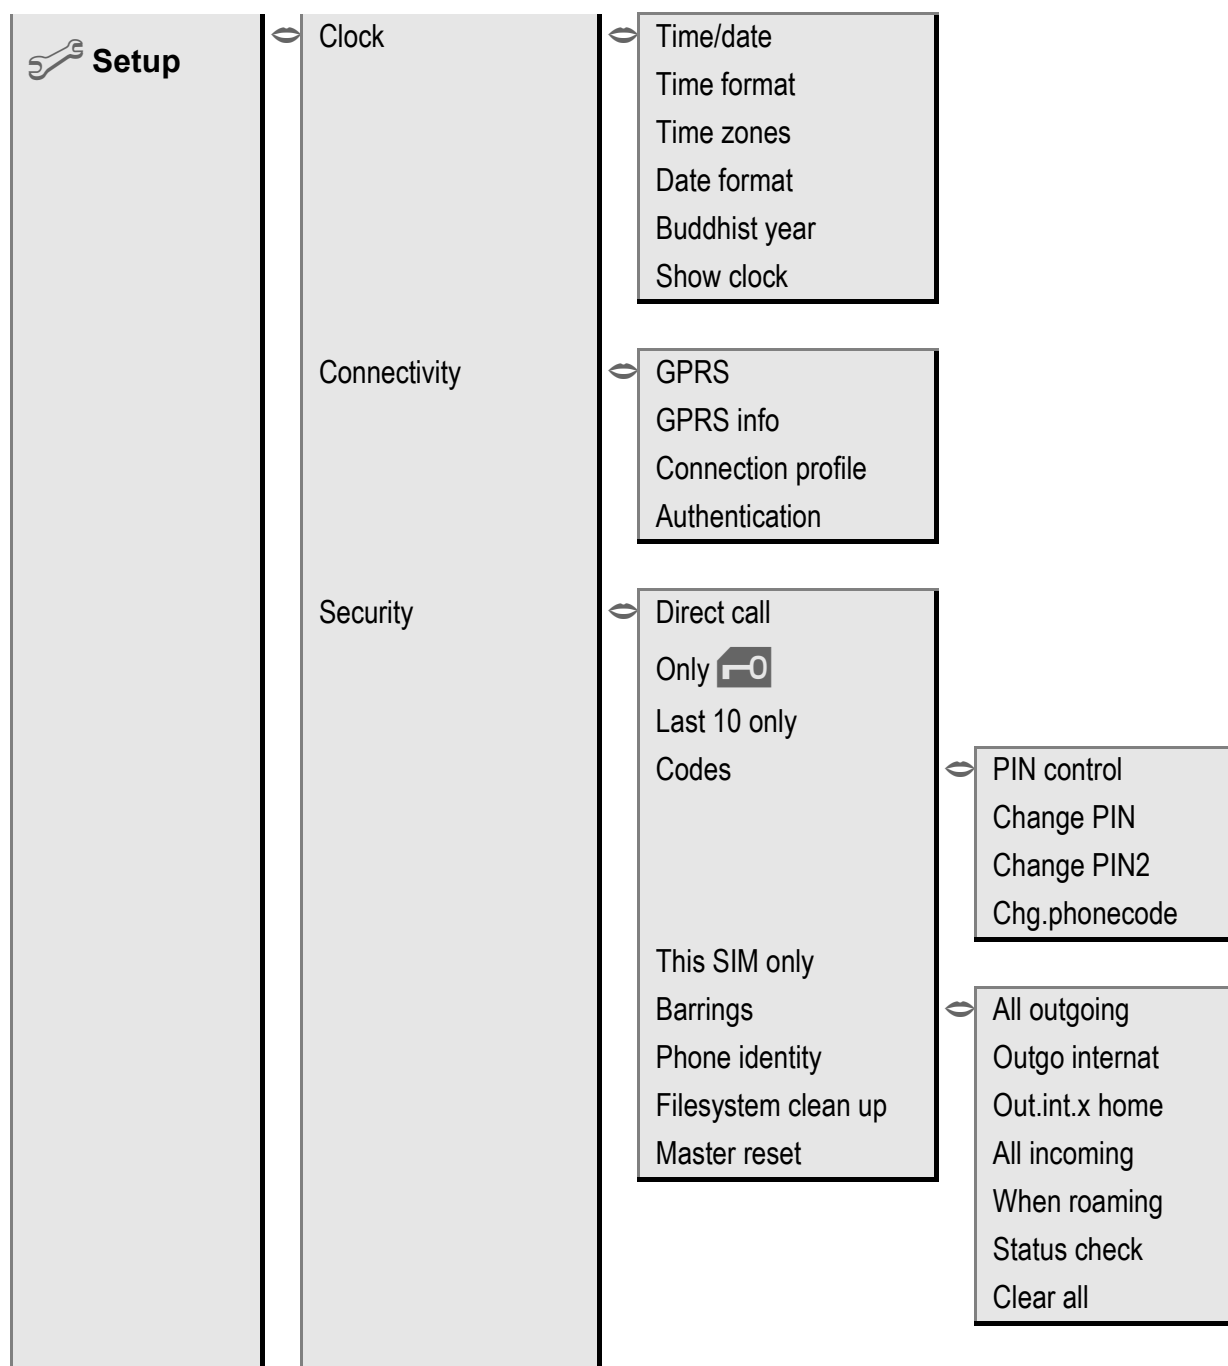 Setup
Clock
Time/date
Time format
Time zones
Date format
Buddhist year
Show clock
Connectivity
GPRS
GPRS info
Connection profile
Authentication
Security
Direct call
Only
Last 10 only
Codes
PIN control
Change PIN
Change PIN2
Chg.phonecode
This SIM only
Barrings
All outgoing
Outgo internat
Out.int.x home
All incoming
When roaming
Status check
Clear all
Phone identity
Filesystem clean up
Master reset